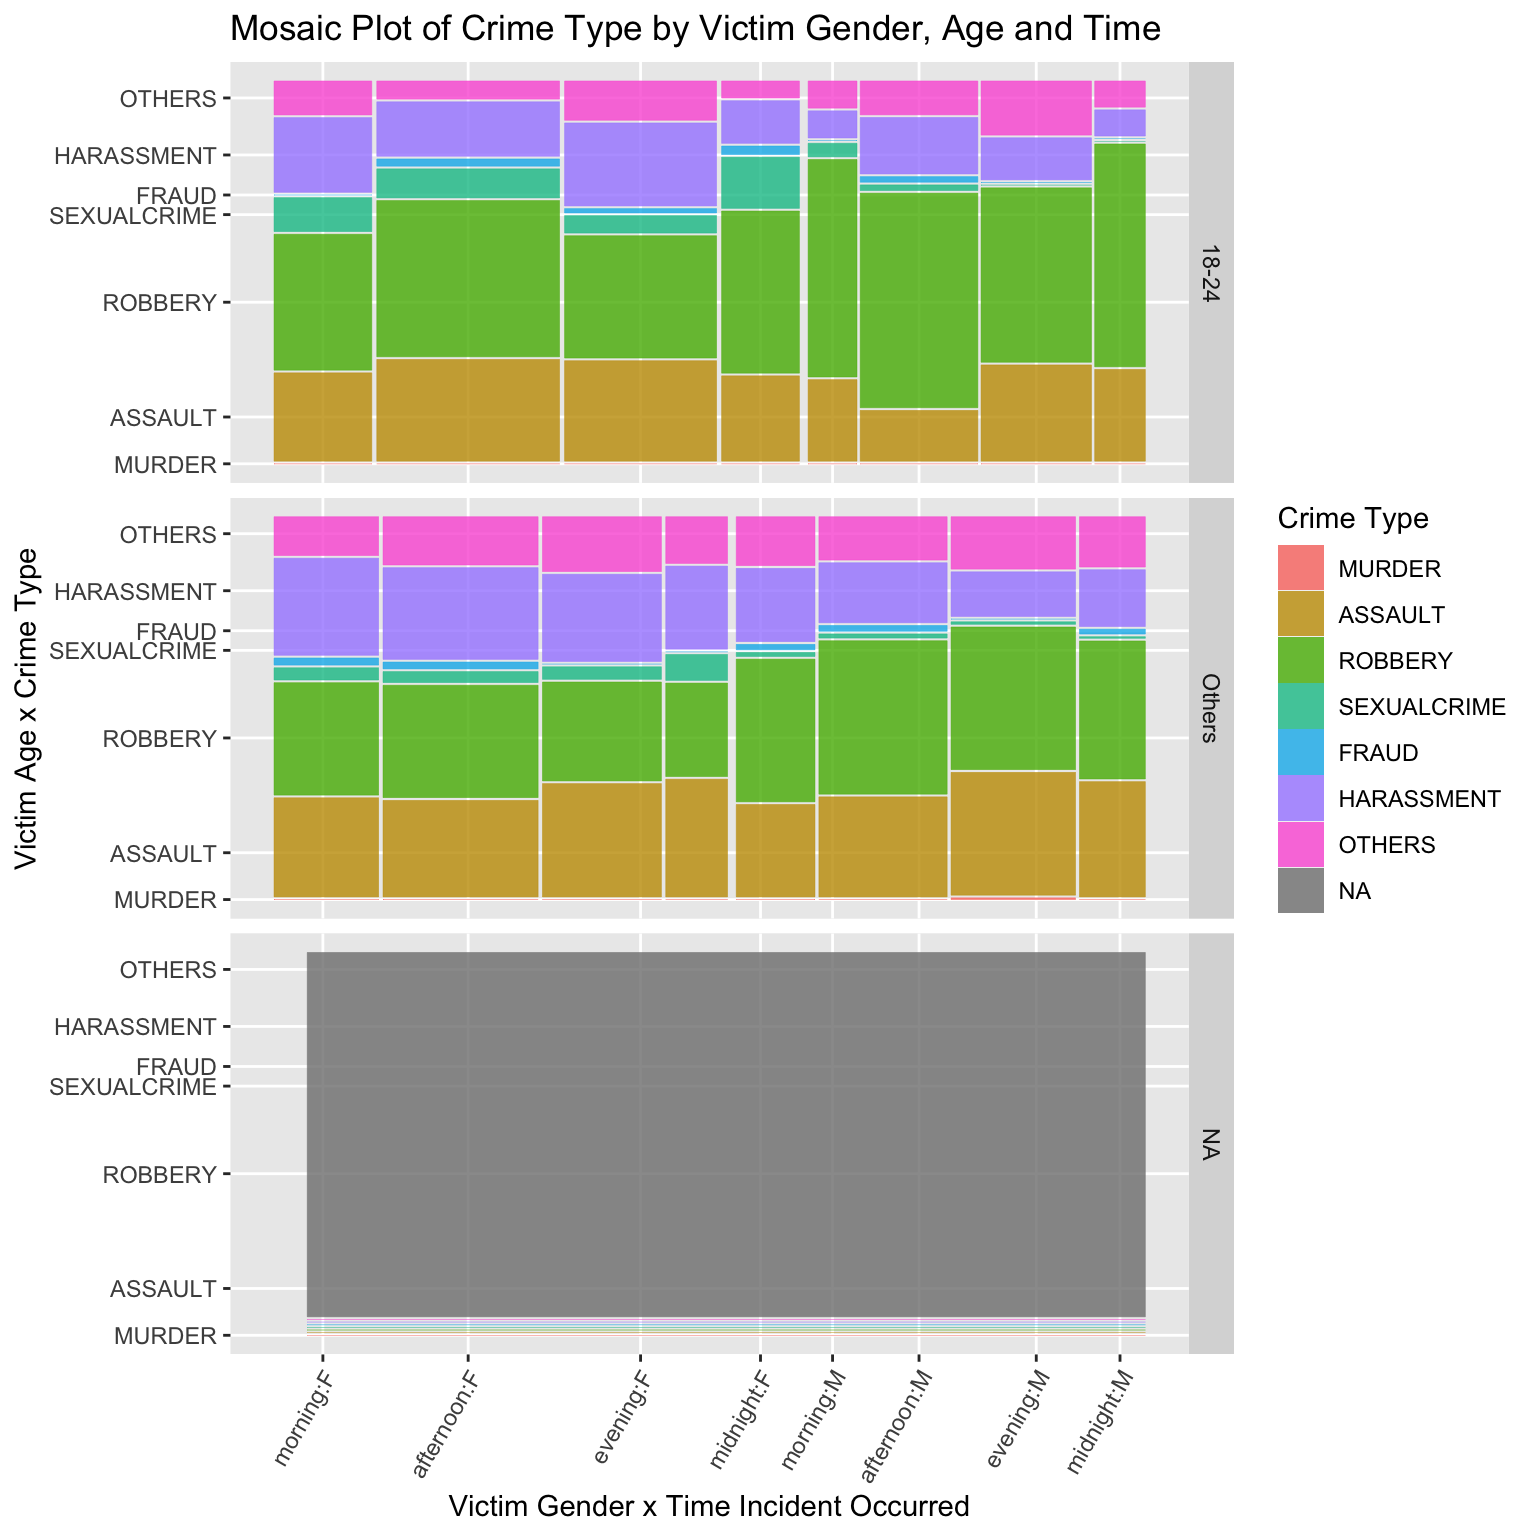 Mosaic Plot of Crime Type by Victim Gender, Age and Time
OTHERS
HARASSMENT
FRAUD
SEXUALCRIME
ROBBERY
ASSAULT
MURDER
18-24
OTHERS
HARASSMENT
FRAUD
SEXUALCRIME
ROBBERY
ASSAULT
MURDER
Others
OTHERS
HARASSMENT
FRAUD
SEXUALCRIME
ROBBERY
ASSAULT
MURDER
NA
Victim Age x Crime Type
morning:F
afternoon:F
evening:F
midnight:F
morning:M
afternoon:M
evening:M
midnight:M
Victim Gender x Time Incident Occurred
Crime Type
MURDER
ASSAULT
ROBBERY
SEXUALCRIME
FRAUD
HARASSMENT
OTHERS
NA